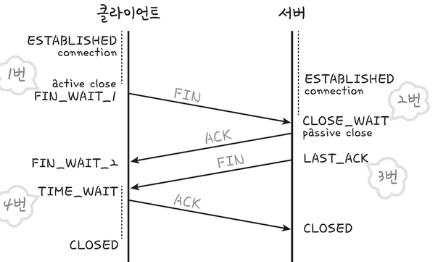 클라이언트
서버
ESTABLISHED
connection
1번
active close
FIN_WAIT_1
FIN
ESTABLISHED
connection
2번
CLOSE_WAIT
passive close
ACK
FIN_WAIT_2
FIN
LAST_ACK
3번
TIME_WAIT
4번
ACK
CLOSED
CLOSED